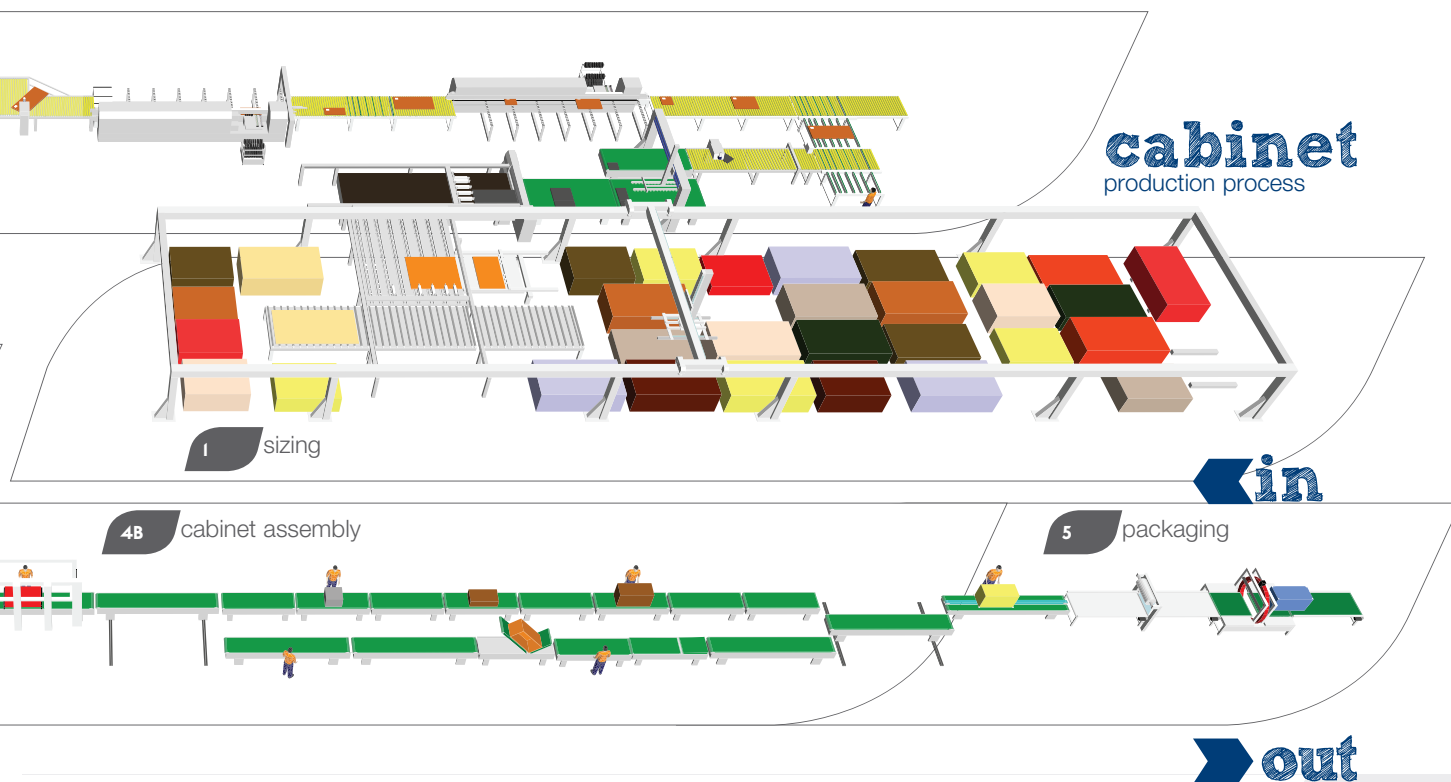 cabinet
production process
1 sizing
in
4B cabinet assembly
5 packaging
out